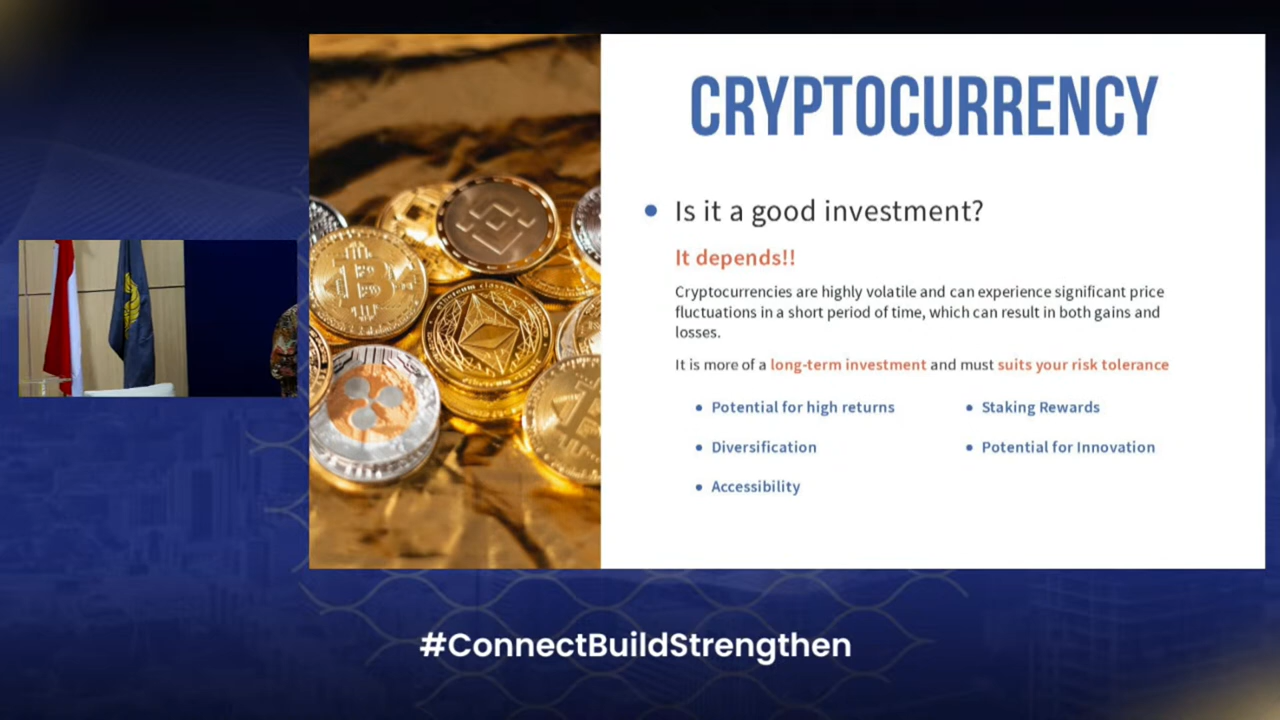 CRYPTOCURRENCY
Is it a good investment?
It depends!!
Cryptocurrencies are highly volatile and can experience significant price
fluctuations in a short period of time, which can result in both gains and
losses.
It is more of a long-term investment and must suits your risk tolerance
Potential for high returns
Staking Rewards
Diversification
Potential for Innovation
Accessibility
#ConnectBuildStrengthen